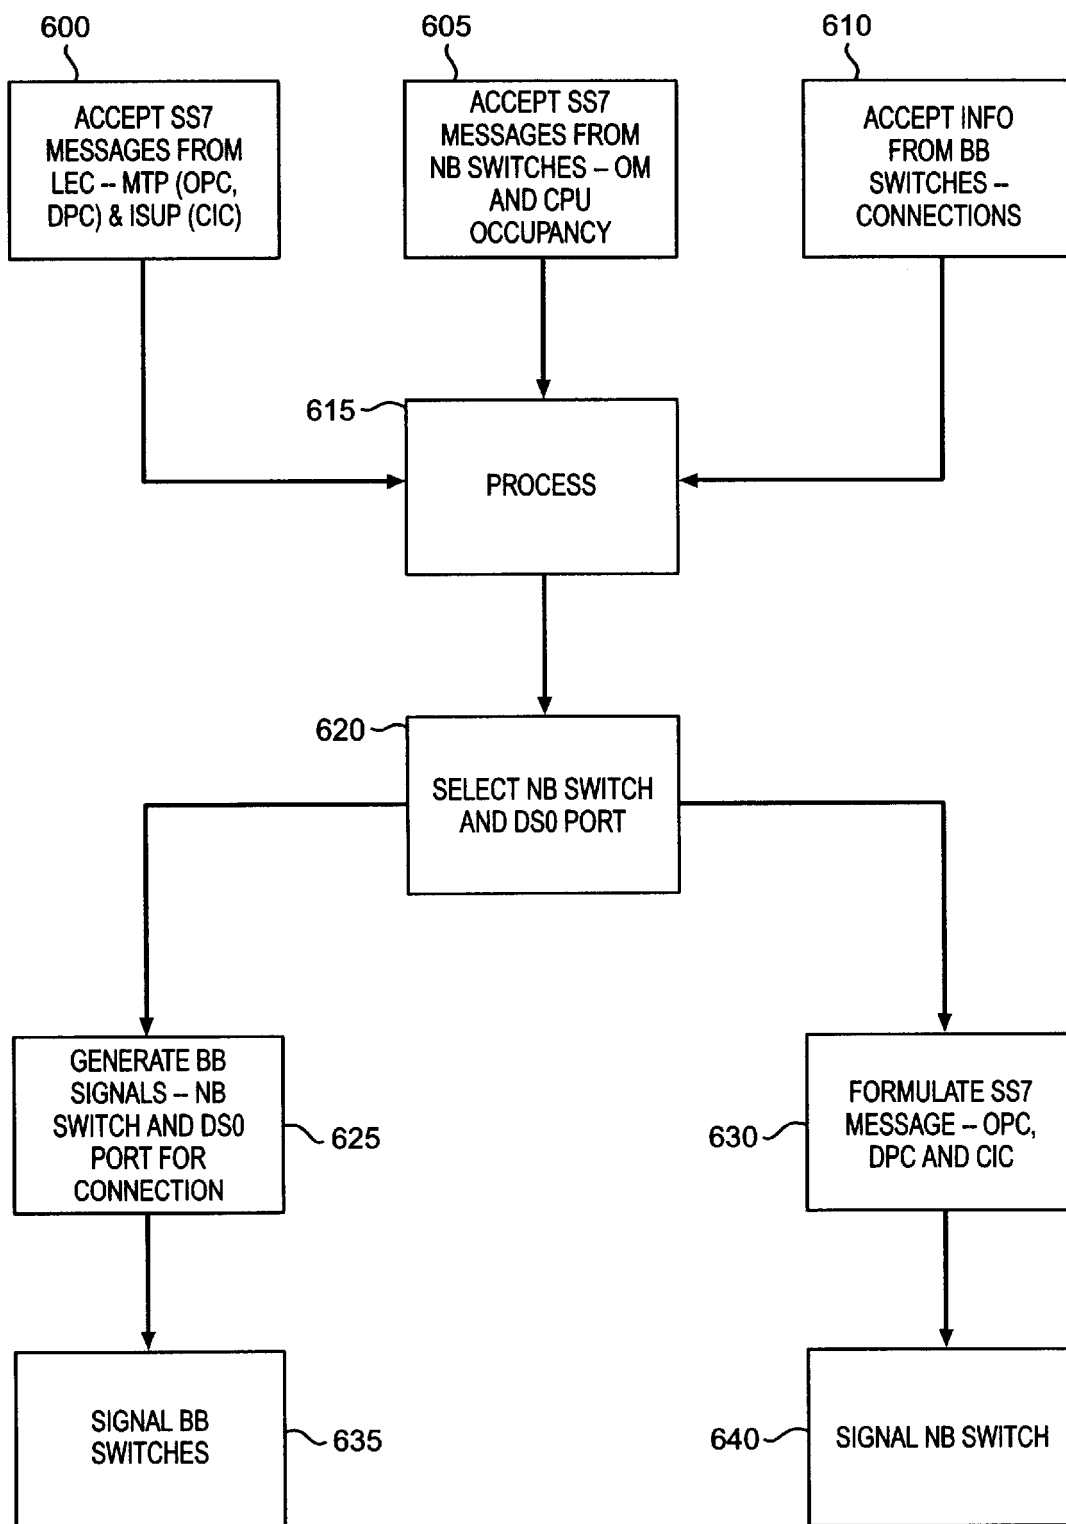 600
605
610
ACCEPT SS7
MESSAGES FROM
LEC -- MTP (OPC,
DPC) & ISUP (CIC)
ACCEPT SS7
MESSAGES FROM
NB SWITCHES -- OM
AND CPU
OCCUPANCY
ACCEPT INFO
FROM BB
SWITCHES --
CONNECTIONS
615
PROCESS
620
SELECT NB SWITCH
AND DS0 PORT
GENERATE BB
SIGNALS -- NB
SWITCH AND DS0
PORT FOR
CONNECTION
625
630
FORMULATE SS7
MESSAGE -- OPC,
DPC AND CIC
SIGNAL BB
SWITCHES
635
640
SIGNAL NB SWITCH